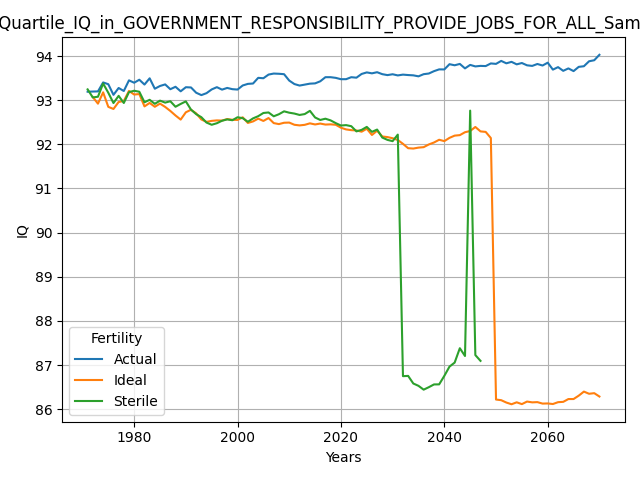 Quartile_IQ_in_GOVERNMENT_RESPONSIBILITY_PROVIDE_JOBS_FOR_ALL_Sam
94
93
92
91
90
89
88
87
86
IQ
Fertility
Actual
Ideal
Sterile
1980 2000 2020 2040 2060
Years